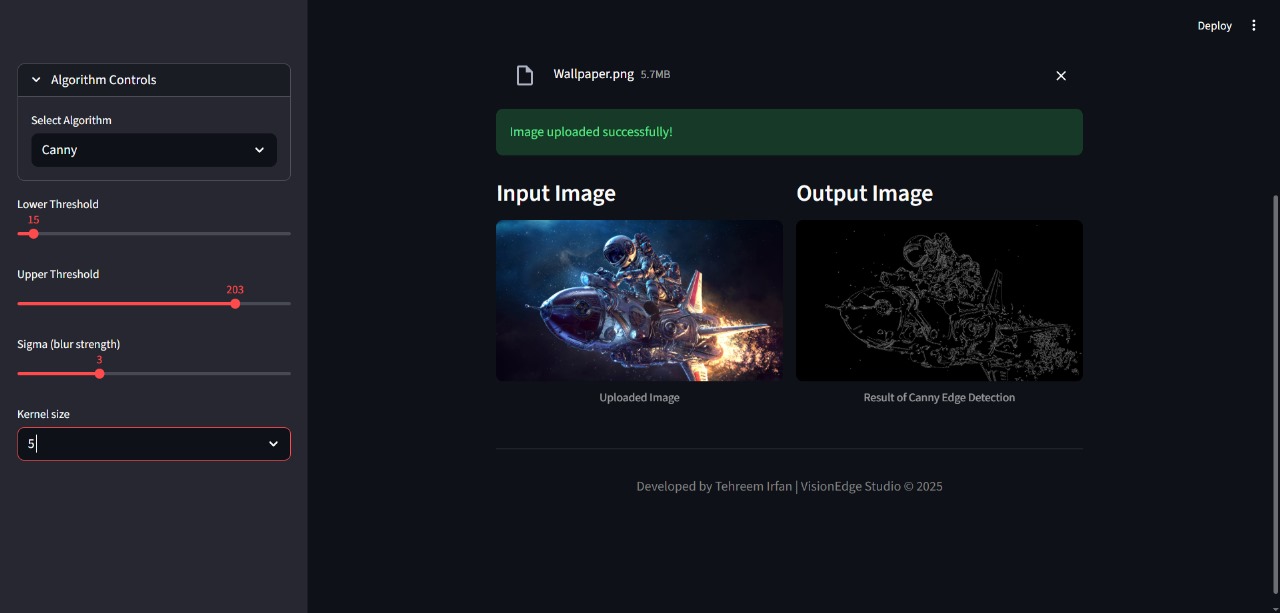 Deploy
Algorithm Controls
Select Algorithm
Canny
Lower Threshold
15
Upper Threshold
203
Sigma (blur strength)
3
Kernel size
5
Wallpaper.png 5.7MB
Image uploaded successfully!
Input Image
Output Image
Uploaded Image
Result of Canny Edge Detection
Developed by Tehreem Irfan | VisionEdge Studio © 2025